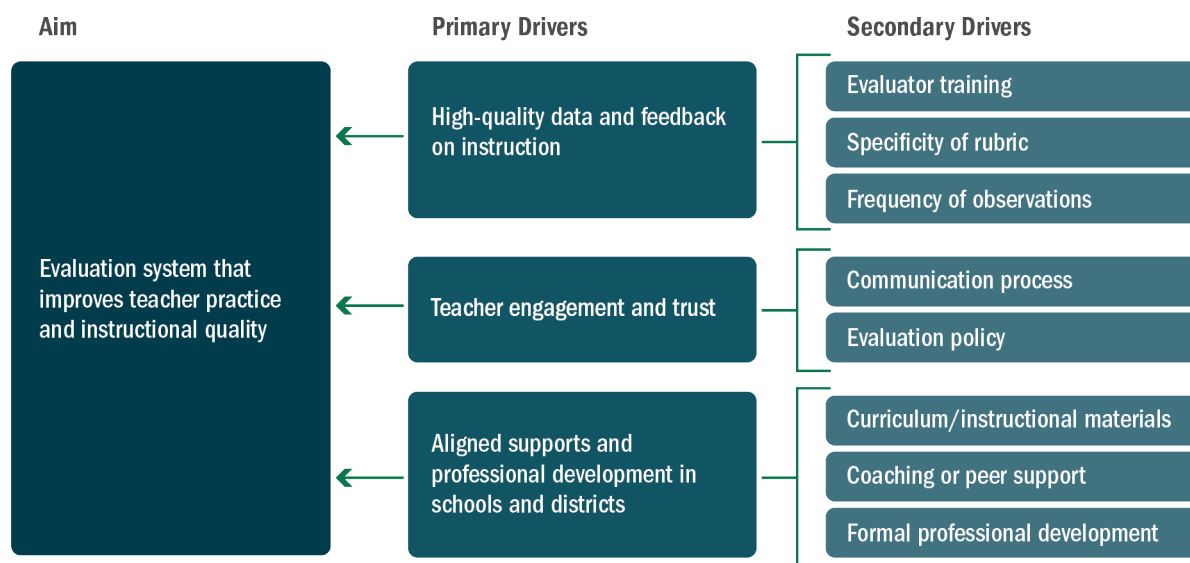 Aim
Primary Drivers
Secondary Drivers
Evaluation system that
improves teacher practice
and instructional quality
High-quality data and feedback
on instruction
Evaluator training
Specificity of rubric
Frequency of observations
Teacher engagement and trust
Communication process
Evaluation policy
Aligned supports and
professional development in
schools and districts
Curriculum/instructional materials
Coaching or peer support
Formal professional development